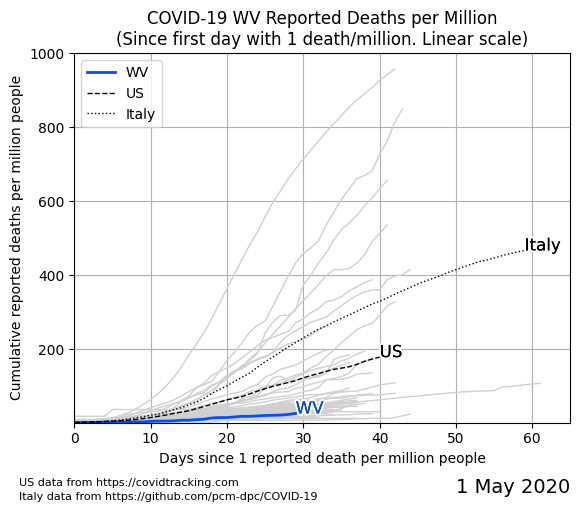 COVID-19 WV Reported Deaths per Million
(Since first day with 1 death/million. Linear scale)
Cumulative reported deaths per million people
1000
800
600
400
200
WV
US
Italy
Italy
US
WV
0 10 20 30 40 50 60
Days since 1 reported death per million people
US data from https://covidtracking.com
Italy data from https://github.com/pcm-dpc/COVID-19
1 May 2020